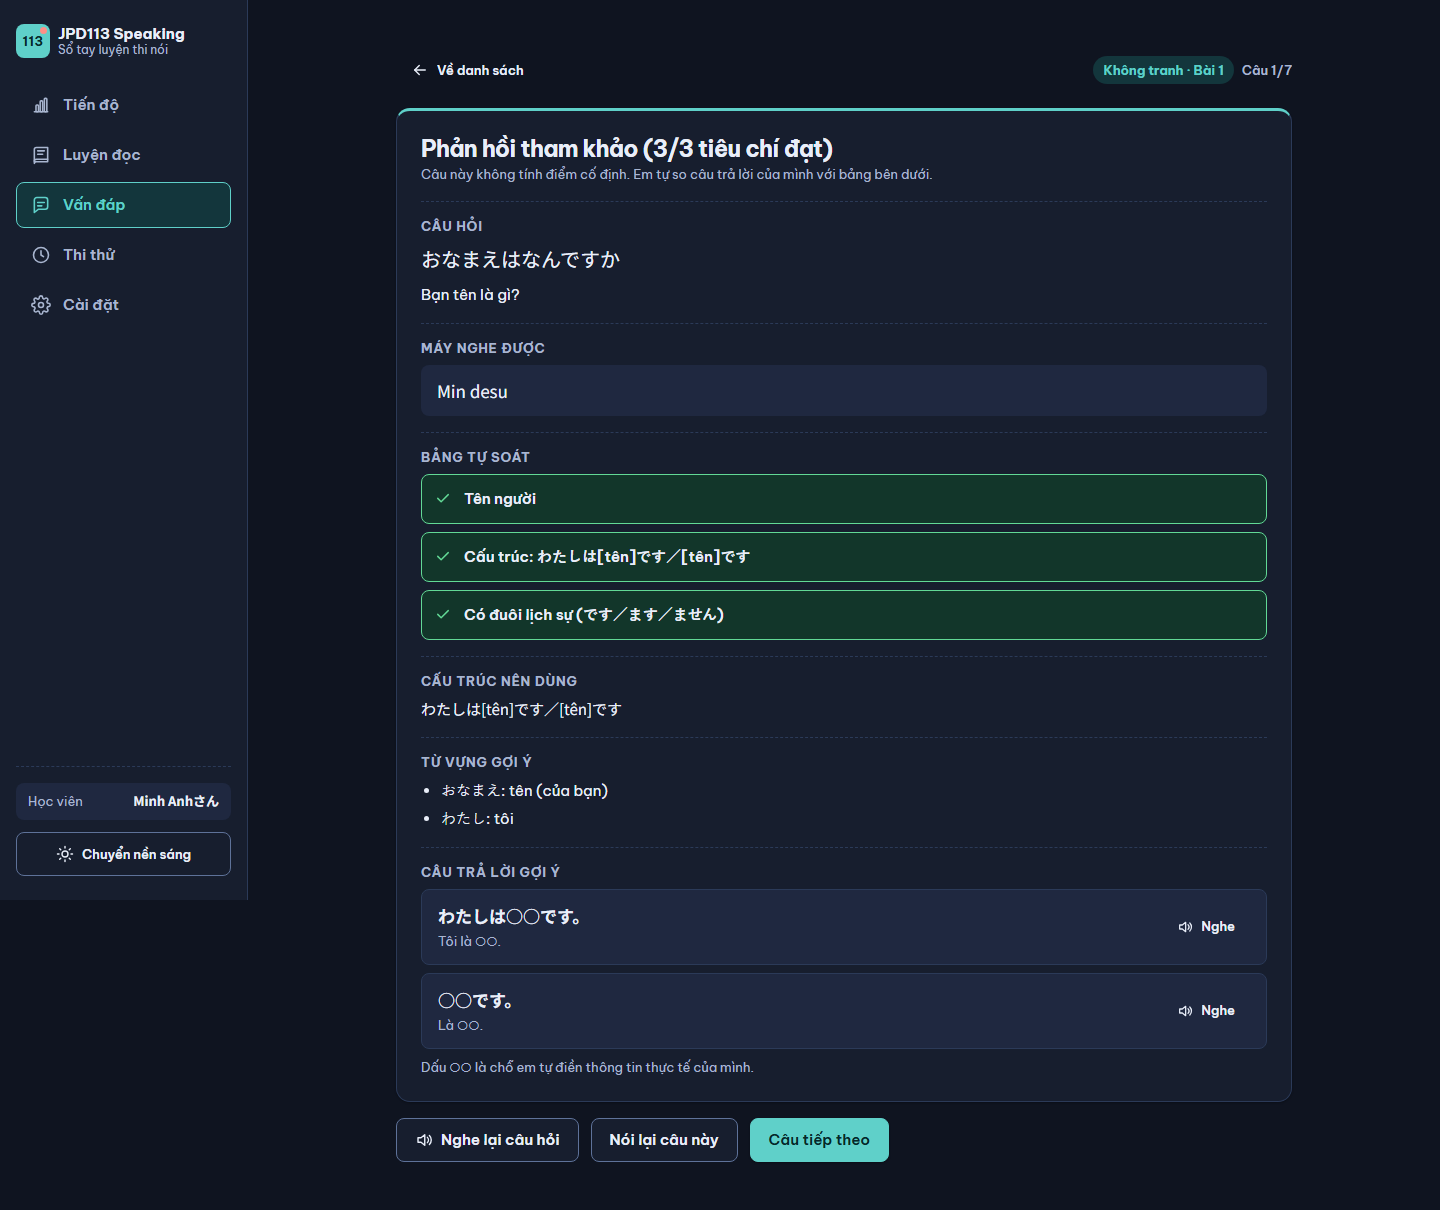 113
JPD113 Speaking
Sổ tay luyện thi nói
Tiến độ
Luyện đọc
Vấn đáp
Thi thử
Cài đặt
Học viên
Minh Anhさん
Chuyển nền sáng
Về danh sách
Không tranh · Bài 1
Câu 1/7
Phản hồi tham khảo (3/3 tiêu chí đạt)
Câu này không tính điểm cố định. Em tự so câu trả lời của mình với bảng bên dưới.
CÂU HỎI
おなまえはなんですか
Bạn tên là gì?
MÁY NGHE ĐƯỢC
Min desu
BẢNG TỰ SOÁT
Tên người
Cấu trúc: わたしは[tên]です／[tên]です
Có đuôi lịch sự (です／ます／ません)
CẤU TRÚC NÊN DÙNG
わたしは[tên]です／[tên]です
TỪ VỰNG GỢI Ý
• おなまえ: tên (của bạn)
• わたし: tôi
CÂU TRẢ LỜI GỢI Ý
わたしは○○です。
Tôi là ○○.
Nghe
○○です。
Là ○○.
Nghe
Dấu ○○ là chỗ em tự điền thông tin thực tế của mình.
Nghe lại câu hỏi
Nói lại câu này
Câu tiếp theo